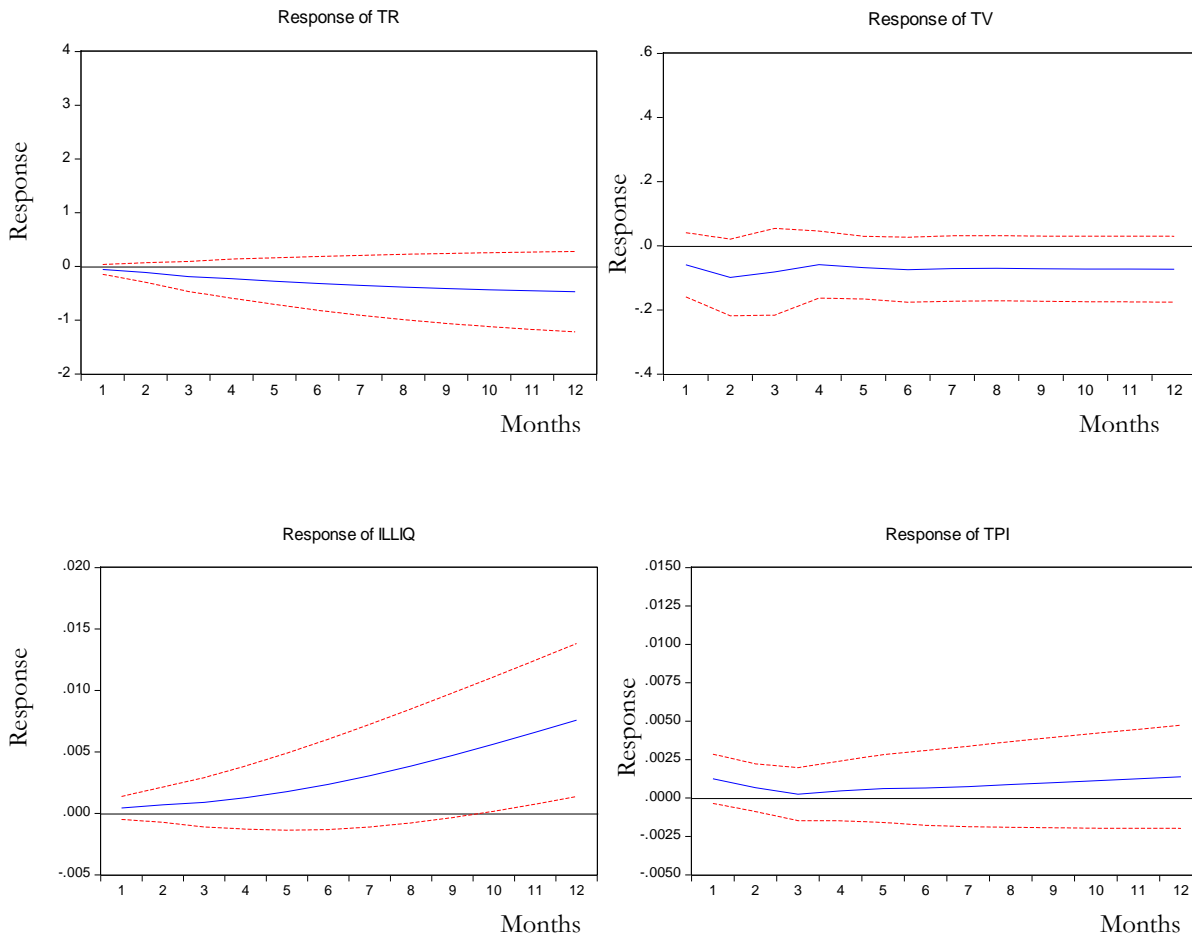 Response of TR
4
3
2
1
0
-1
-2
1 2 3 4 5 6 7 8 9 10 11 12
Response
Months
Response of TV
.6
.4
.2
.0
-.2
-.4
1 2 3 4 5 6 7 8 9 10 11 12
Response
Months
Response of ILLIQ
.020
.015
.010
.005
.000
-.005
1 2 3 4 5 6 7 8 9 10 11 12
Response
Months
Response of TPI
.0150
.0125
.0100
.0075
.0050
.0025
.0000
-.0025
-.0050
1 2 3 4 5 6 7 8 9 10 11 12
Response
Months